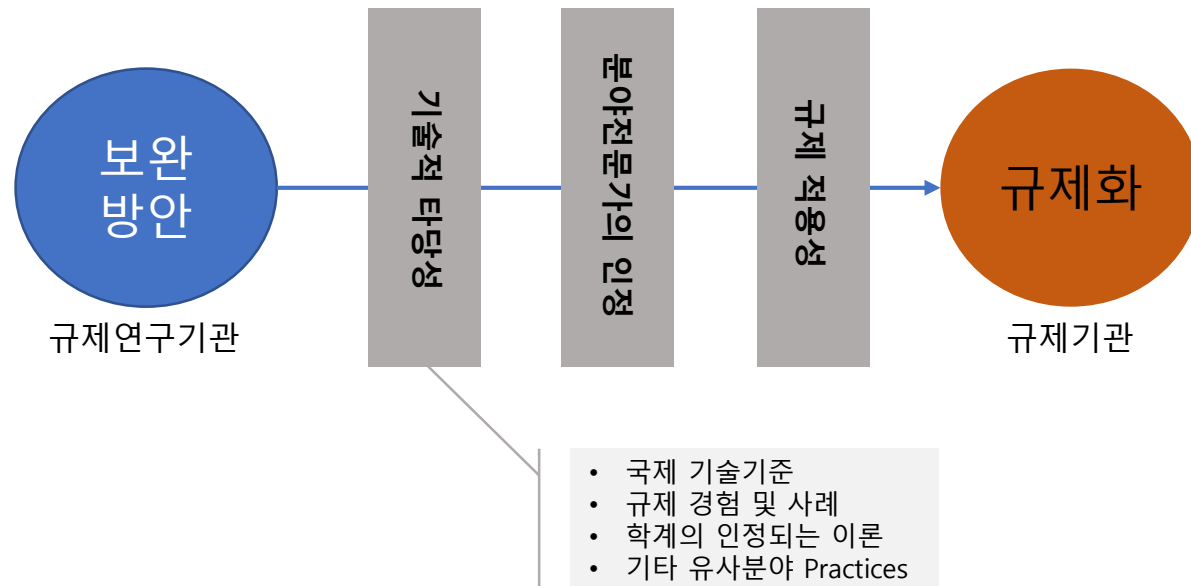 보완
방안
규제연구기관
기술적 타당성
분야전문가의 인정
규제 적용성
규제화
규제기관
• 국제 기술기준
• 규제 경험 및 사례
• 학계의 인정되는 이론
• 기타 유사분야 Practices